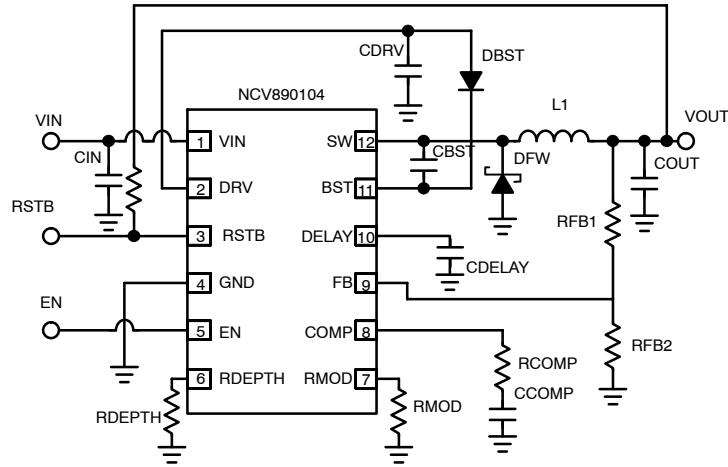 CDRV
DBST
NCV890104
L1
VIN
VOUT
1 VIN
SW 12
CIN
CBST
DFW
COUT
2 DRV
BST 11
RSTB
RFB1
3 RSTB
DELAY 10
CDELAY
4 GND
FB 9
EN
5 EN
COMP 8
RFB2
RCOMP
6 RDEPTH
RMOD 7
CCOMP
RDEPTH
RMOD